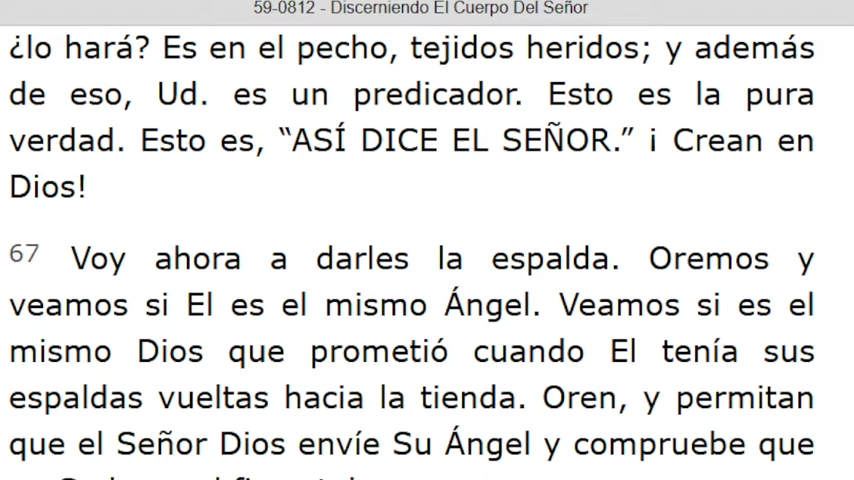 59-0812 - Discerniendo El Cuerpo Del Señor
¿lo hará? Es en el pecho, tejidos heridos; y además
de eso, Ud. es un predicador. Esto es la pura
verdad. Esto es, “ASÍ DICE EL SEÑOR.” ¡ Crean en
Dios!
67 Voy ahora a darles la espalda. Oremos y
veamos si El es el mismo Ángel. Veamos si es el
mismo Dios que prometió cuando El tenía sus
espaldas vueltas hacia la tienda. Oren, y permitan
que el Señor Dios envíe Su Ángel y compruebe que